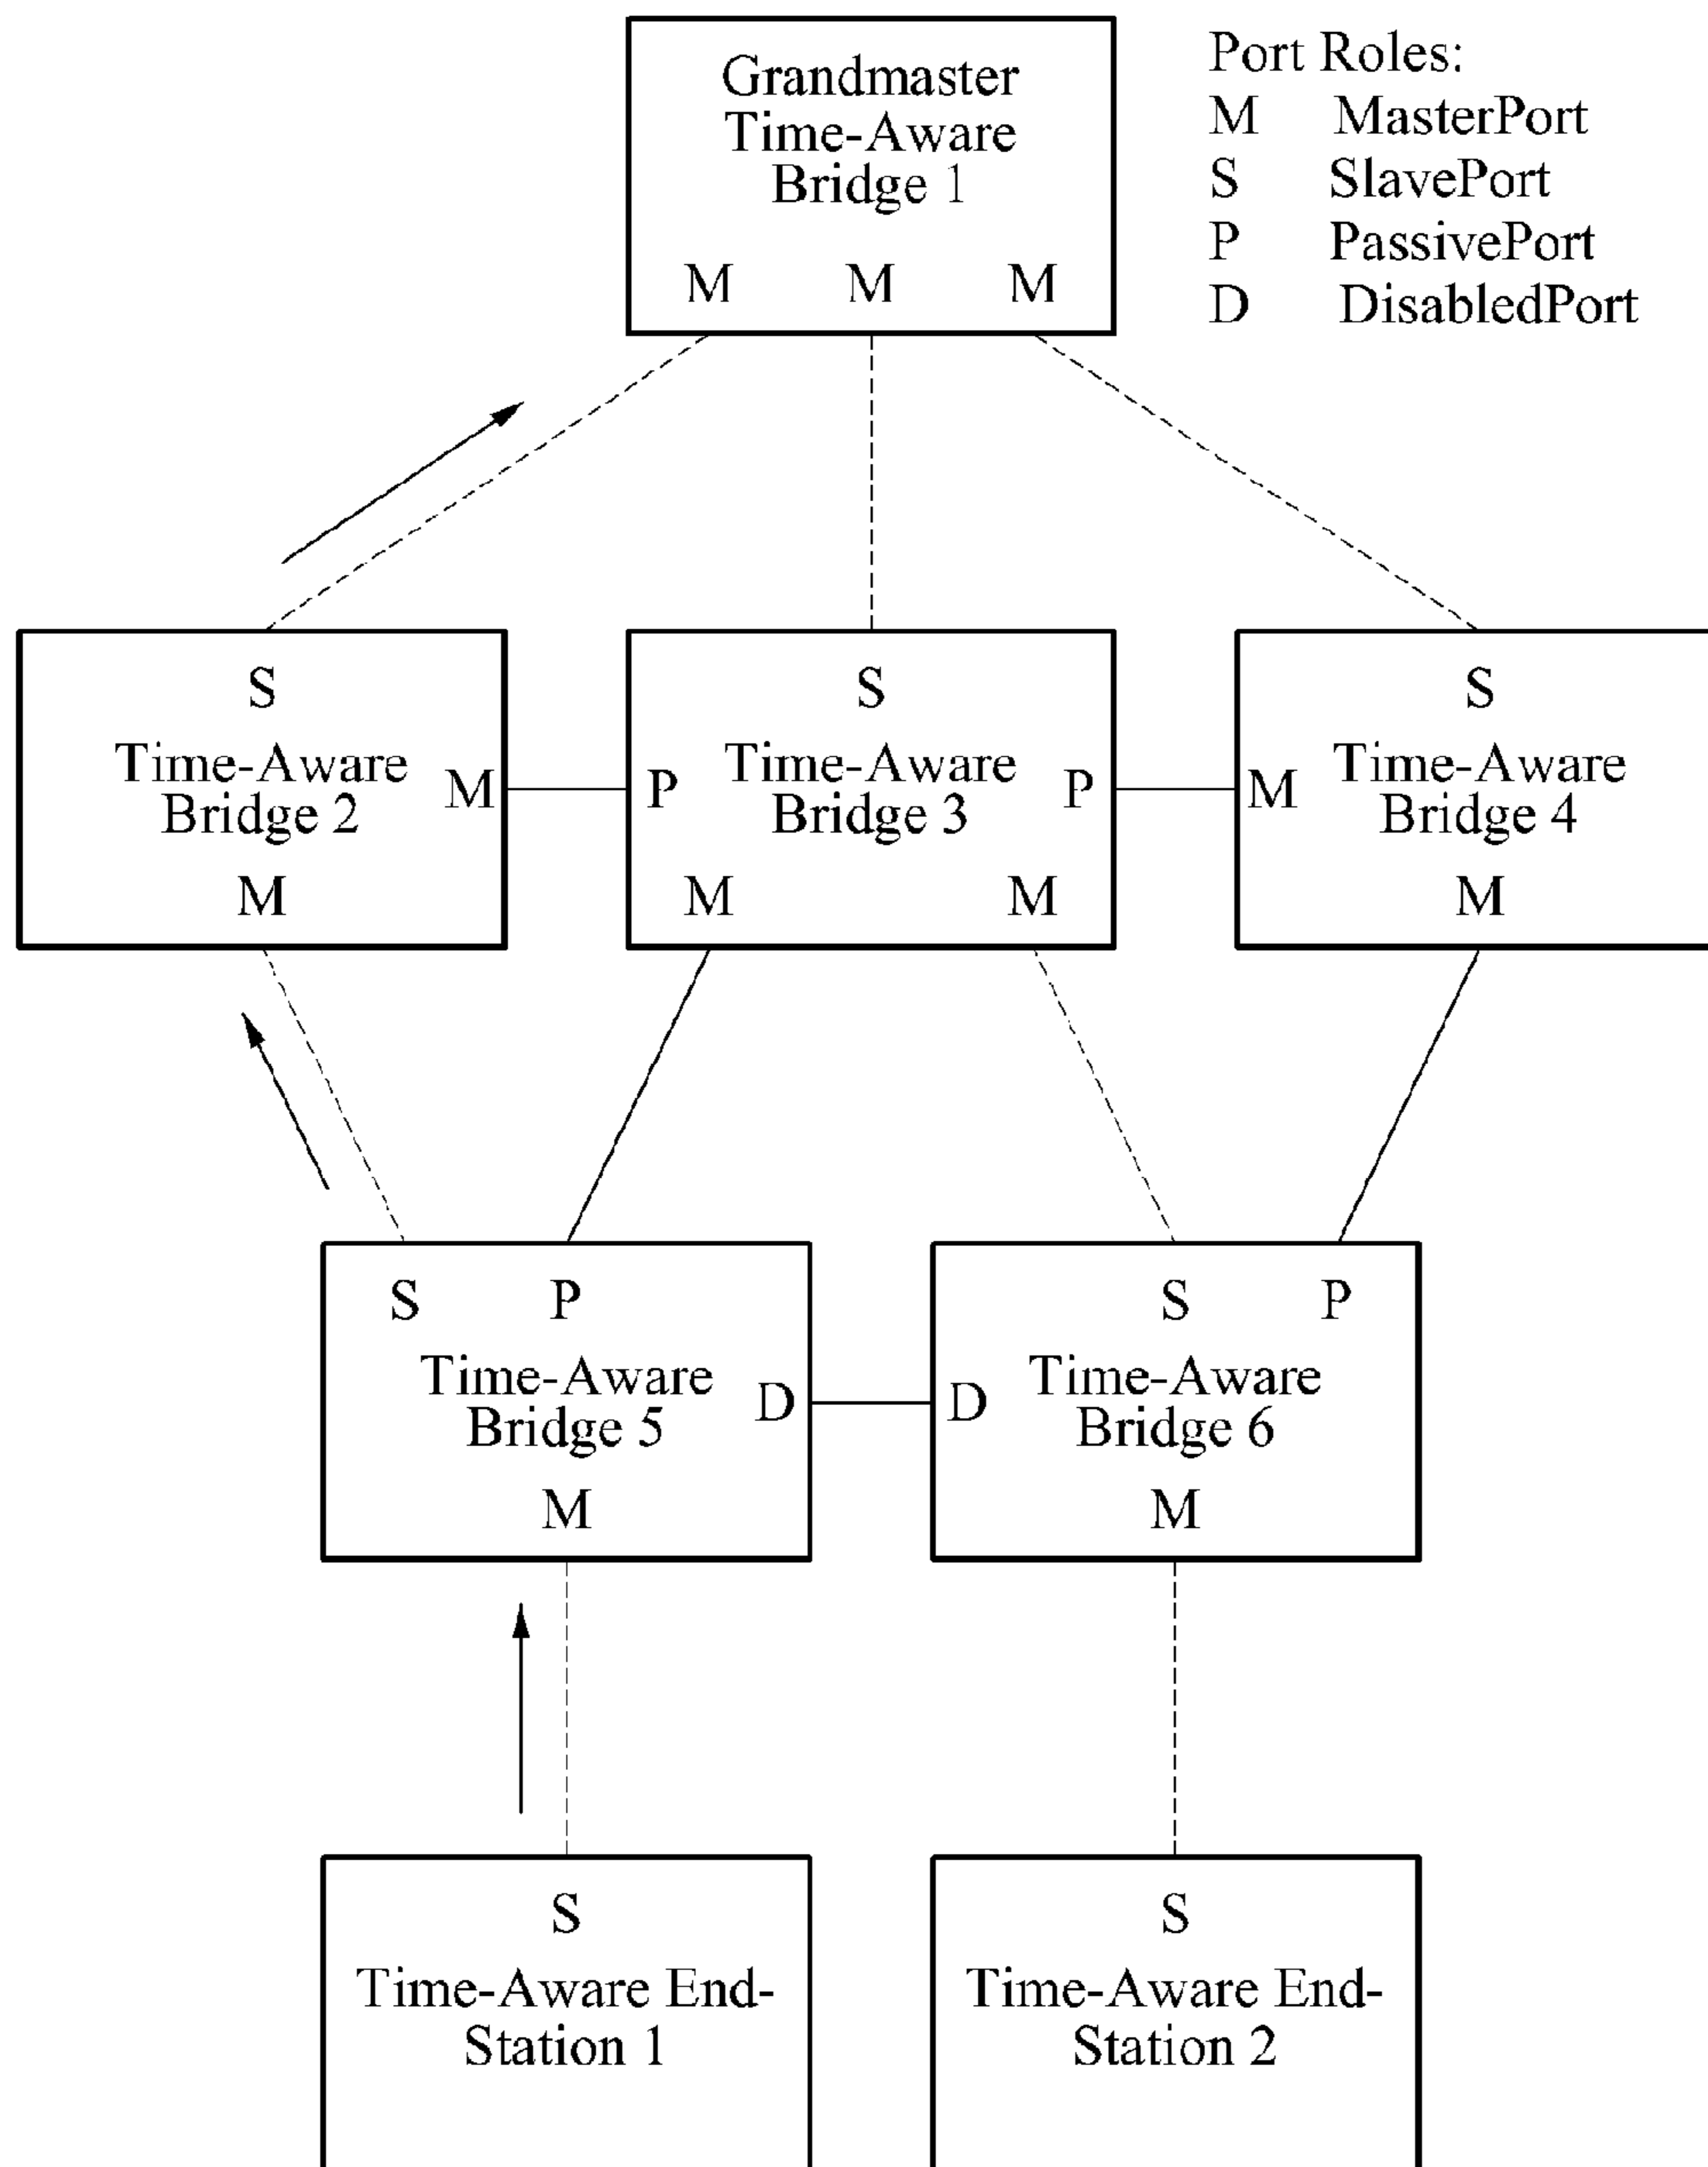 Grandmaster
Time-Aware
Bridge 1
M M M
Port Roles:
M MasterPort
S SlavePort
P PassivePort
D DisabledPort
S
Time-Aware
Bridge 2
M
M
S
P
Time-Aware
Bridge 3
P
M M
S
M
Time-Aware
Bridge 4
M
S P
Time-Aware
Bridge 5
D
M
S P
D
Time-Aware
Bridge 6
M
S
Time-Aware End-
Station 1
S
Time-Aware End-
Station 2